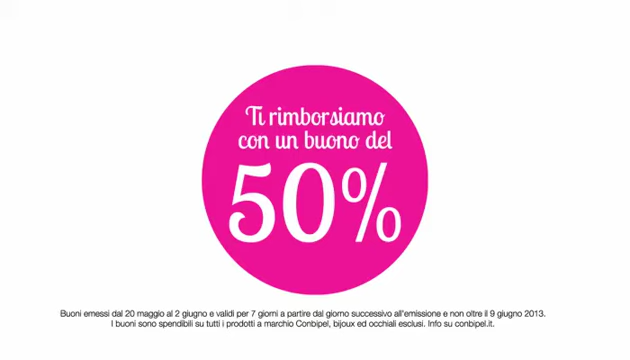 Ti rimborsiamo
con un buono del
50%
Buoni emessi dal 20 maggio al 2 giugno e validi per 7 giorni a partire dal giorno successivo all'emissione e non oltre il 9 giugno 2013.
I buoni sono spendibili su tutti i prodotti a marchio Conbipel, bijoux ed occhiali esclusi. Info su conbipel.it.